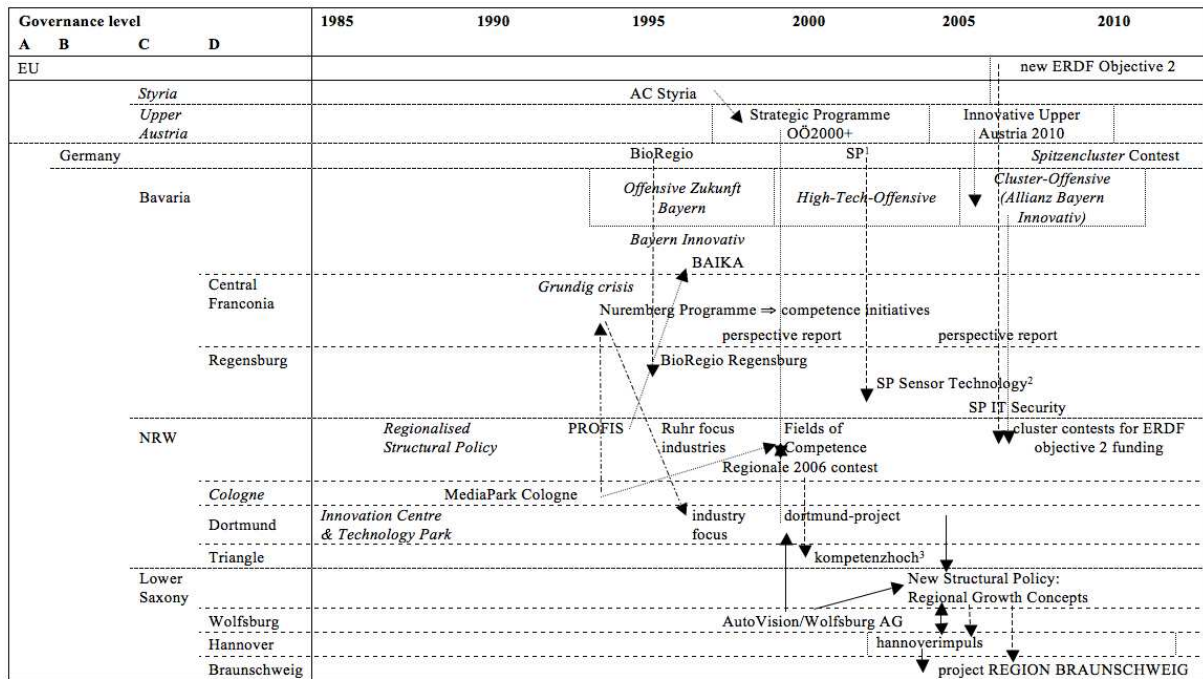 Governance level 1985 1990 1995 2000 2005 2010
A B C D
EU new ERDF Objective 2
Styria AC Styria
Upper Strategic Programme Innovative Upper
Austria OÖ2000+ Austria 2010
Germany BioRegio SP¹ Spitzencluster Contest
Bavaria Offensive Zukunft High-Tech-Offensive Cluster-Offensive
Bayern (Allianz Bayern
Innovativ)
Bayern Innovativ
BAIKA
Central Grundig crisis
Franconia Nuremberg Programme ⇒ competence initiatives
perspective report perspective report
Regensburg BioRegio Regensburg
SP Sensor Technology²
SP IT Security
NRW Regionalised PROFIS Ruhr focus Fields of cluster contests for ERDF
Structural Policy industries Competence objective 2 funding
Regionale 2006 contest
Cologne MediaPark Cologne
Dortmund Innovation Centre industry dortmund-project
& Technology Park focus
Triangle kompetenzhoch³
Lower New Structural Policy:
Saxony Regional Growth Concepts
Wolfsburg AutoVision/Wolfsburg AG
Hannover hannoverimpuls
Braunschweig project REGION BRAUNSCHWEIG